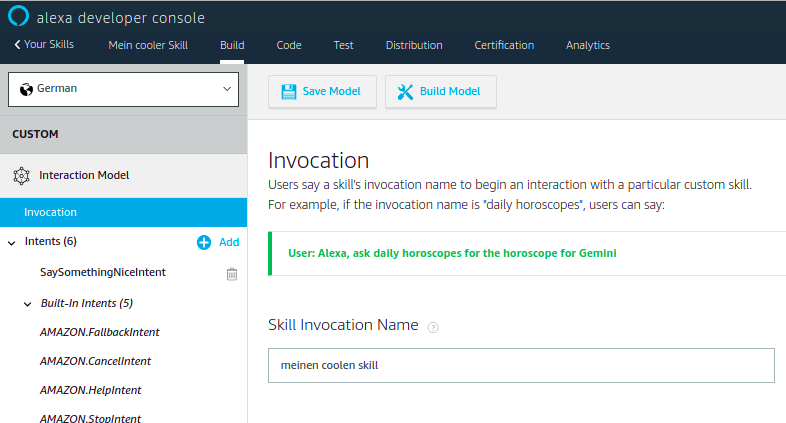 alexa developer console
Your Skills Mein cooler Skill Build Code Test Distribution Certification Analytics
German
Save Model Build Model
CUSTOM
Interaction Model
Invocation
Intents (6) Add
SaySomethingNiceIntent
Built-In Intents (5)
AMAZON.FallbackIntent
AMAZON.CancelIntent
AMAZON.HelpIntent
AMAZON.StopIntent
Invocation
Users say a skill's invocation name to begin an interaction with a particular custom skill.
For example, if the invocation name is "daily horoscopes", users can say:
User: Alexa, ask daily horoscopes for the horoscope for Gemini
Skill Invocation Name ?
meinen coolen skill